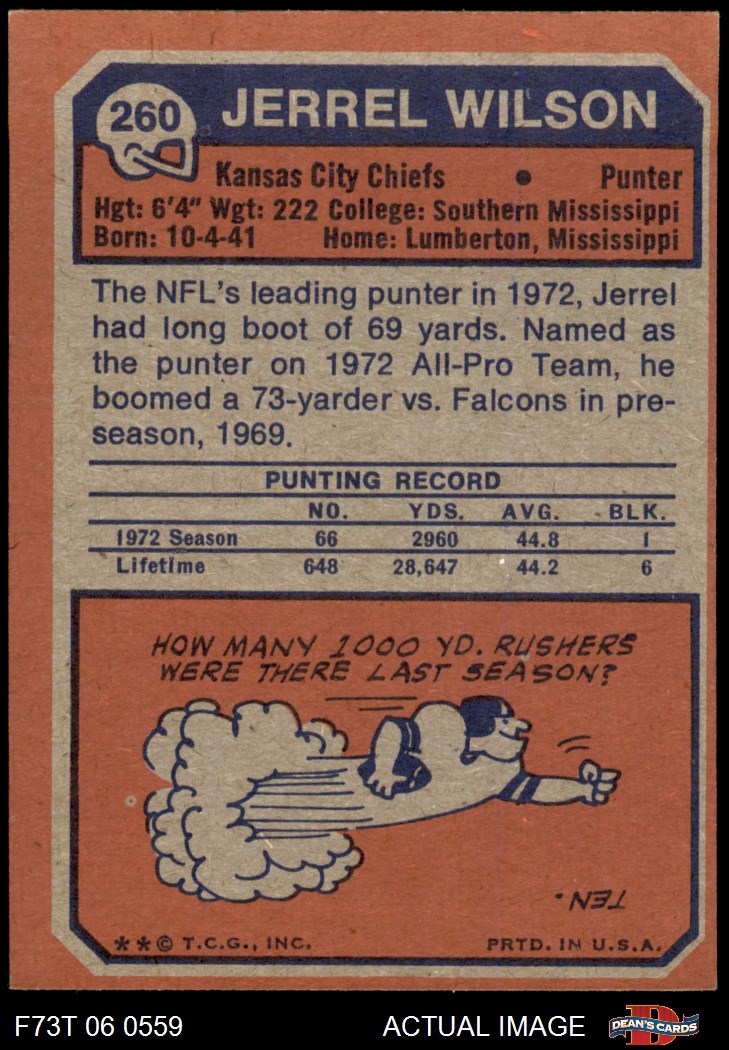 260
JERREL WILSON
Kansas City Chiefs • Punter
Hgt: 6'4" Wgt: 222 College: Southern Mississippi
Born: 10-4-41 Home: Lumberton, Mississippi
The NFL's leading punter in 1972, Jerrel
had long boot of 69 yards. Named as
the punter on 1972 All-Pro Team, he
boomed a 73-yarder vs. Falcons in pre-
season, 1969.
PUNTING RECORD
NO. YDS. AVG. BLK.
1972 Season 66 2960 44.8 1
Lifetime 648 28,647 44.2 6
HOW MANY 1000 YD. RUSHERS
WERE THERE LAST SEASON?
TEN.
**© T.C.G., INC. PRTD. IN U.S.A.
F73T 06 0559 ACTUAL IMAGE D DEAN'S CARDS